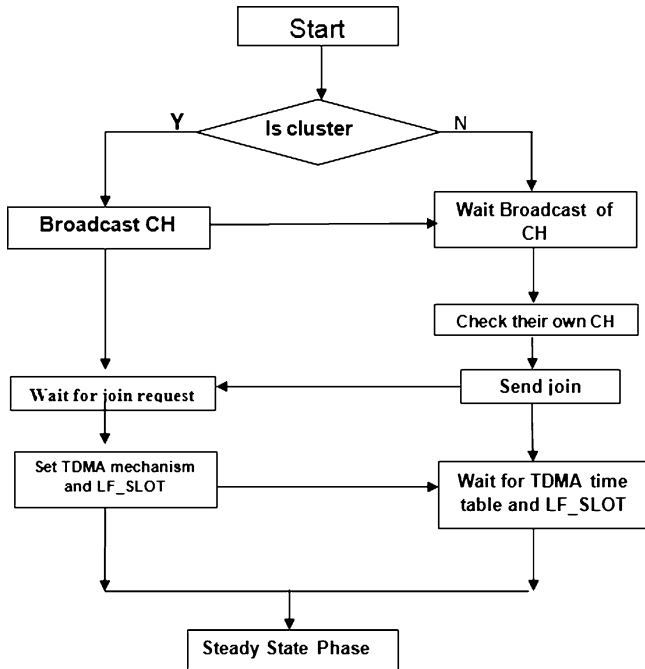 Start
Is cluster
Y
N
Broadcast CH
Wait Broadcast of
CH
Check their own CH
Wait for join request
Send join
Set TDMA mechanism
and LF_SLOT
Wait for TDMA time
table and LF_SLOT
Steady State Phase